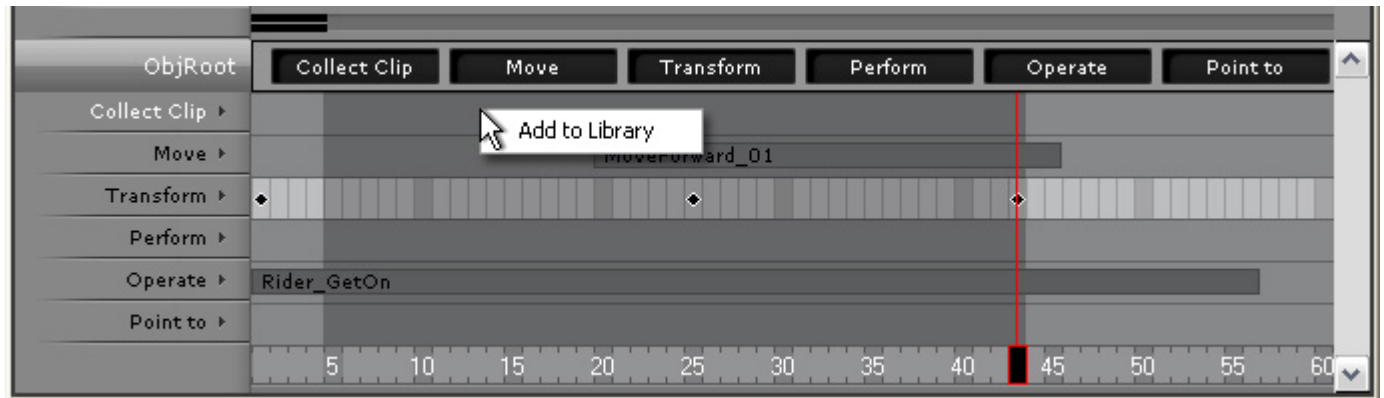 ObjRoot Collect Clip Move Transform Perform Operate Point to
Collect Clip
Add to Library
Move MoveForward_01
Transform
Perform
Operate Rider_GetOn
Point to
5 10 15 20 25 30 35 40 45 50 55 60